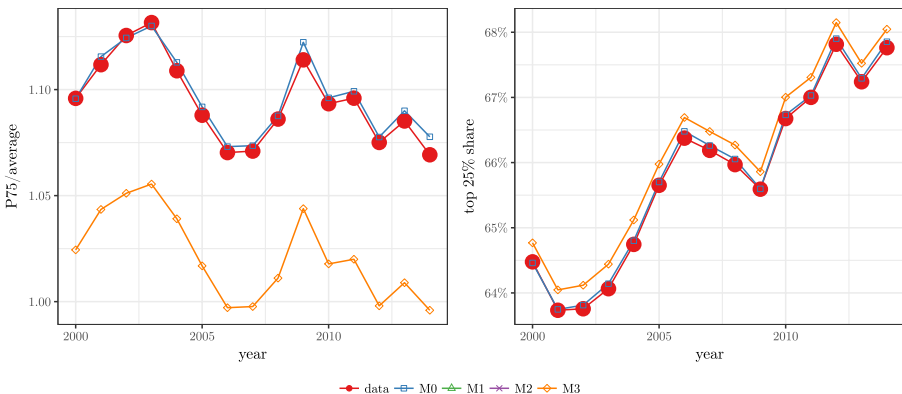 P75/average
1.10
1.05
1.00
2000
2005
2010
year
top 25% share
68%
67%
66%
65%
64%
2000
2005
2010
year
data M0 M1 M2 M3